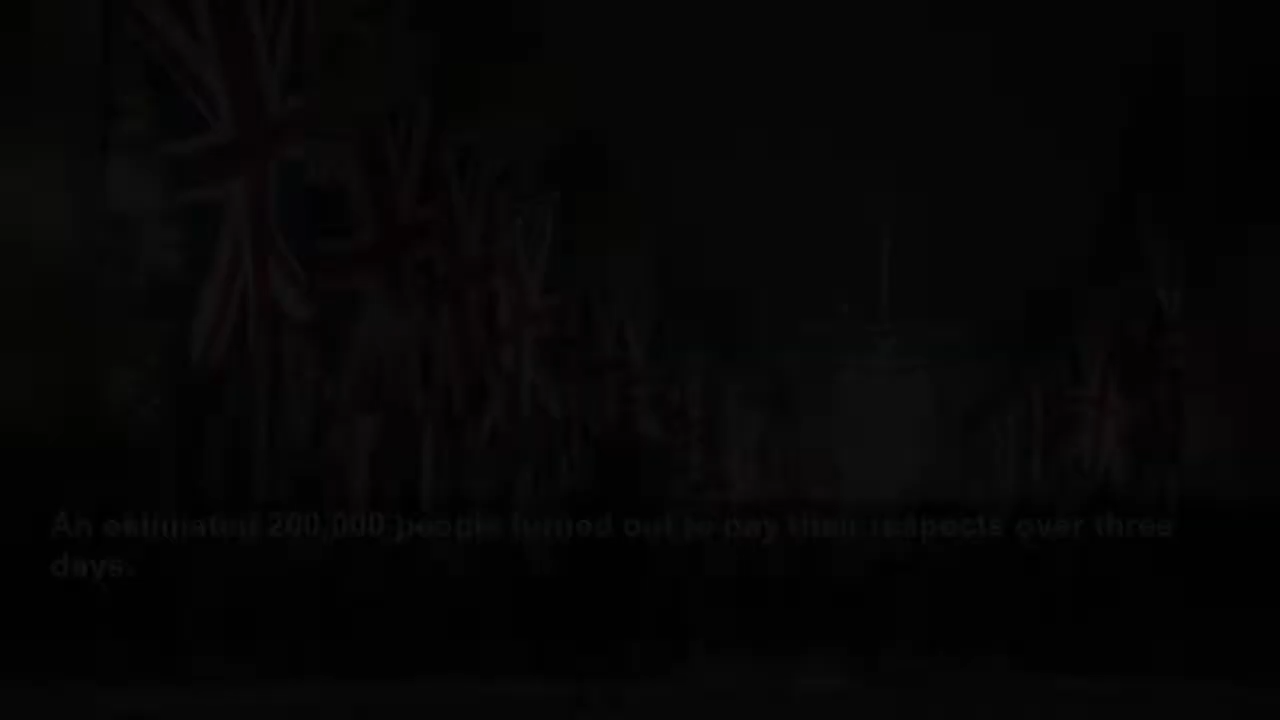 An estimated 200,000 people turned out to pay their respects over three
days.